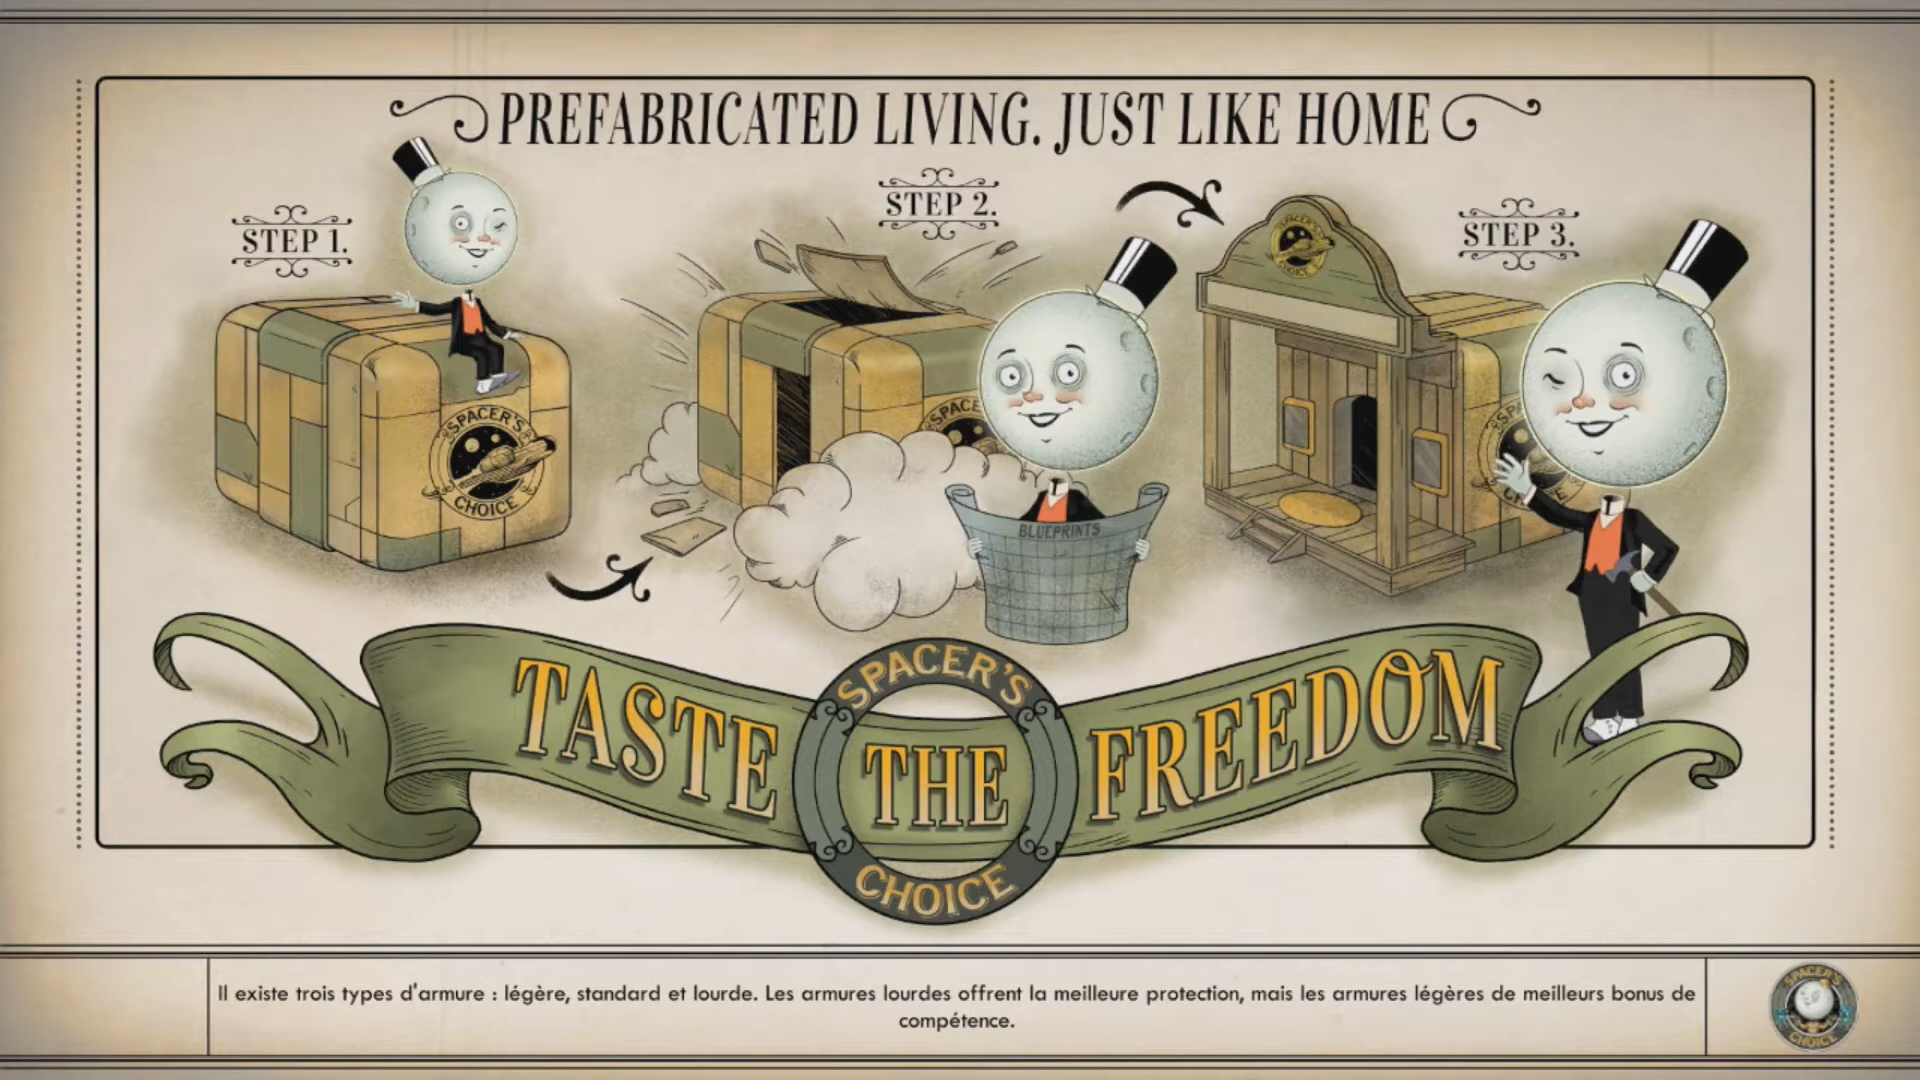 PREFABRICATED LIVING. JUST LIKE HOME
STEP 1.
STEP 2.
STEP 3.
SPACER'S
CHOICE
SPACE
BLUEPRINTS
SPACER'S
CHOICE
TASTE THE FREEDOM
SPACER'S
CHOICE
Il existe trois types d'armure : légère, standard et lourde. Les armures lourdes offrent la meilleure protection, mais les armures légères de meilleurs bonus de
compétence.
SPACER'S
CHOICE